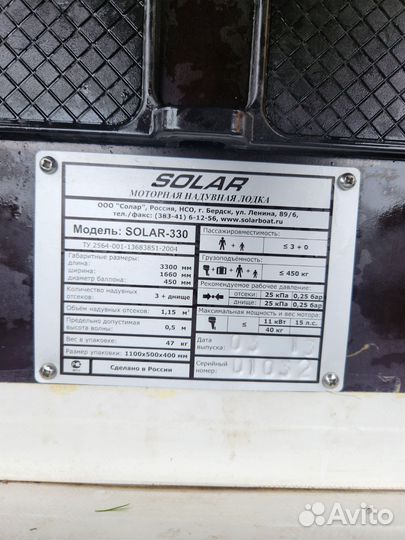 SOLAR
МОТОРНАЯ НАДУВНАЯ ЛОДКА
ООО "Солар", Россия, НСО, г. Бердск, ул. Ленина, 89/6,
тел./факс: (383-41) 6-12-56, www.solarboat.ru
Модель: SOLAR-330
ТУ 2564-001-13683851-2004
Габаритные размеры:
длина: 3300 мм
ширина: 1660 мм
диаметр баллона: 450 мм
Количество надувных
отсеков: 3 + днище
Объём надувных отсеков: 1,15 м³
Предельно допустимая
высота волны: 0,5 м
Вес в упаковке: 47 кг
Размер упаковки: 1100х500х400 мм
Сделано в России
Пассажировместимость:
+ ≤ 3 + 0
Грузоподъемность:
+ + ≤ 450 кг
Рекомендуемое рабочее давление:
отсеки: 25 кПа 0,25 бар
днище: 25 кПа 0,25 бар
Максимальная мощность и вес мотора:
≤ 11 кВт 15 л.с.
40 кг
Дата
выпуска:
Серийный
номер: 01032
Avito